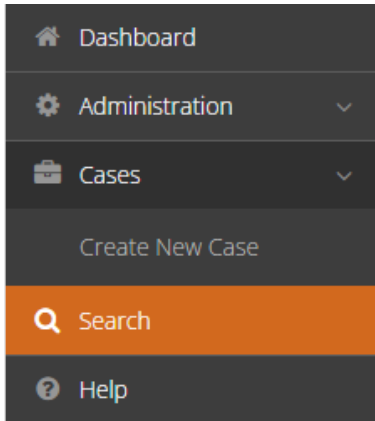 Dashboard
Administration
Cases
Create New Case
Search
Help